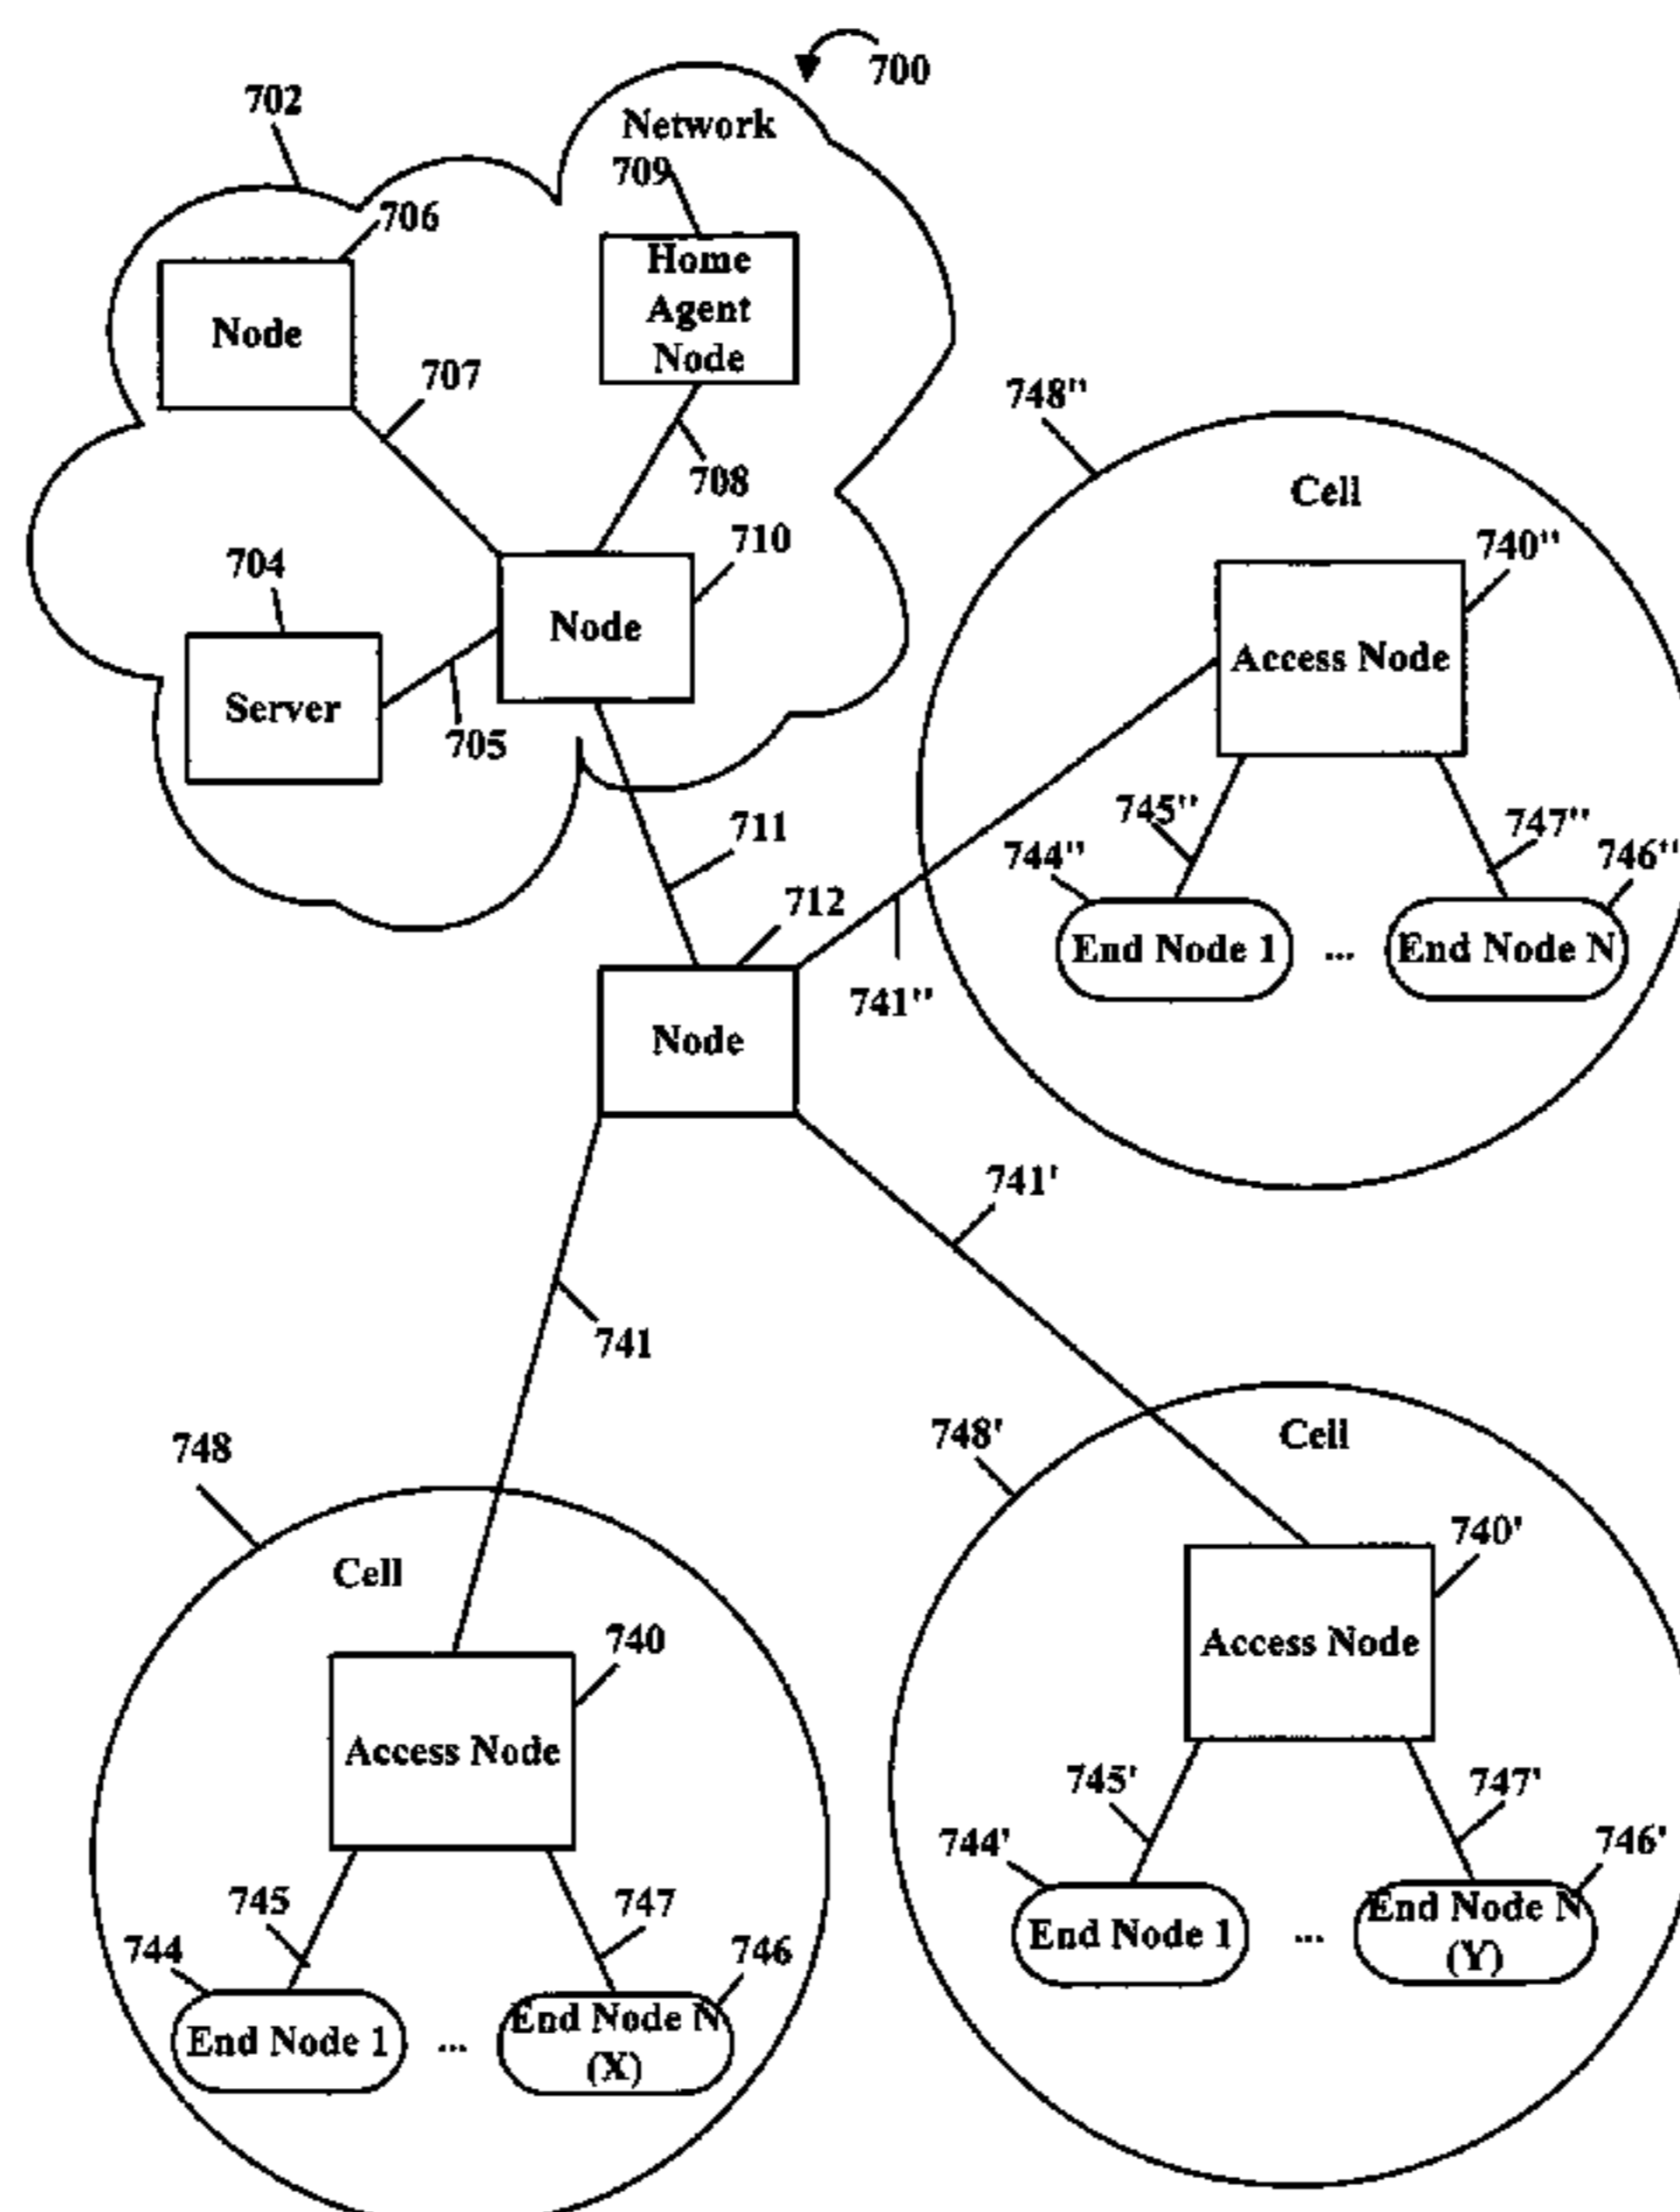 700
702
Network
709
706
Home
Agent
Node
Node
707
748"
708
Cell
710
740"
704
Node
Access Node
Server
705
745"
747"
711
744"
746"
712
End Node 1 ... End Node N
741"
Node
741'
741
748'
Cell
748
740'
Cell
740
Access Node
Access Node
745'
747'
744'
746'
745
747
End Node 1 ... End Node N
(Y)
744
746
End Node 1 ... End Node N
(X)